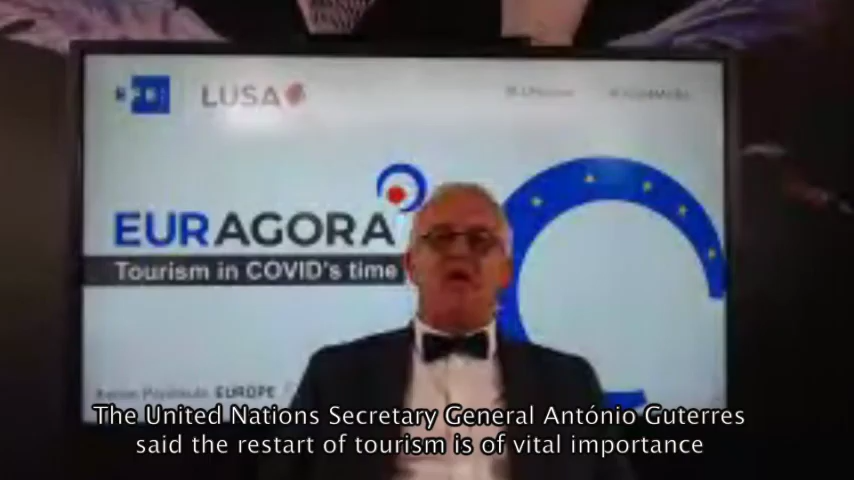 EFE:
LUSA
EURAGORA
Tourism in COVID's time
EUROPE
The United Nations Secretary General António Guterres
said the restart of tourism is of vital importance